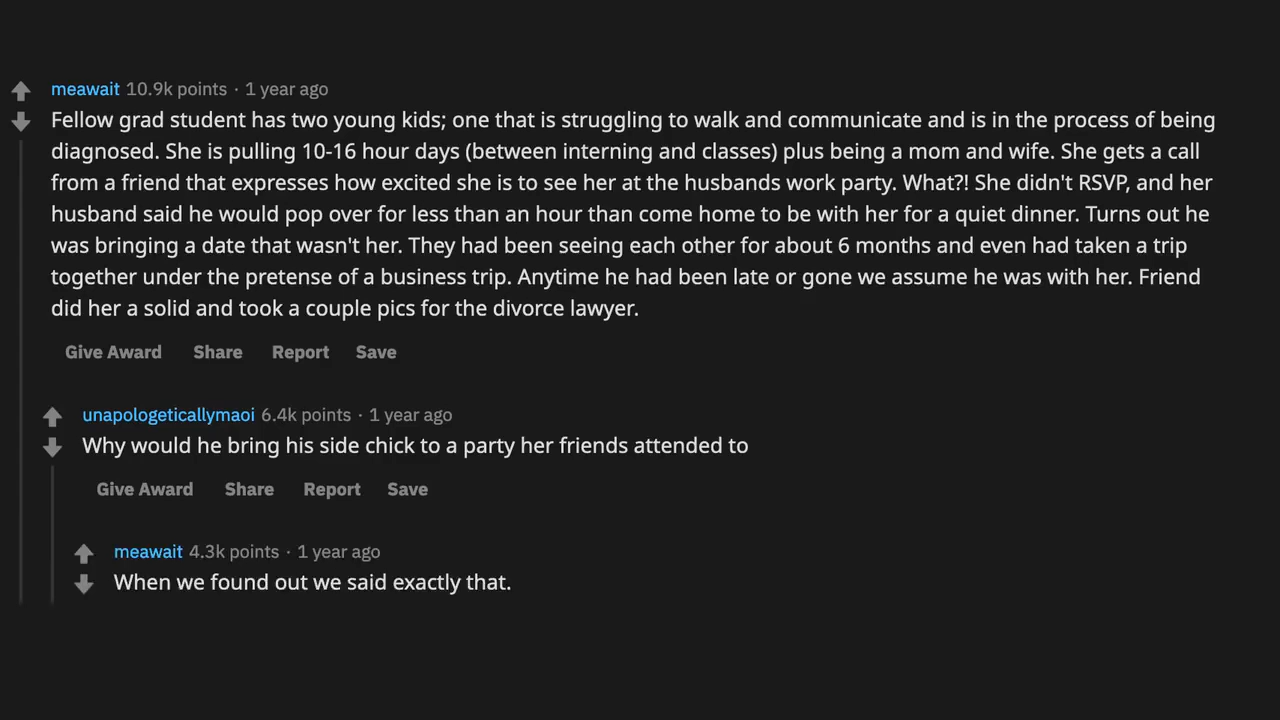 meawait 10.9k points · 1 year ago
Fellow grad student has two young kids; one that is struggling to walk and communicate and is in the process of being
diagnosed. She is pulling 10-16 hour days (between interning and classes) plus being a mom and wife. She gets a call
from a friend that expresses how excited she is to see her at the husbands work party. What?! She didn't RSVP, and her
husband said he would pop over for less than an hour than come home to be with her for a quiet dinner. Turns out he
was bringing a date that wasn't her. They had been seeing each other for about 6 months and even had taken a trip
together under the pretense of a business trip. Anytime he had been late or gone we assume he was with her. Friend
did her a solid and took a couple pics for the divorce lawyer.
Give Award Share Report Save
unapologeticallymaoi 6.4k points · 1 year ago
Why would he bring his side chick to a party her friends attended to
Give Award Share Report Save
meawait 4.3k points · 1 year ago
When we found out we said exactly that.